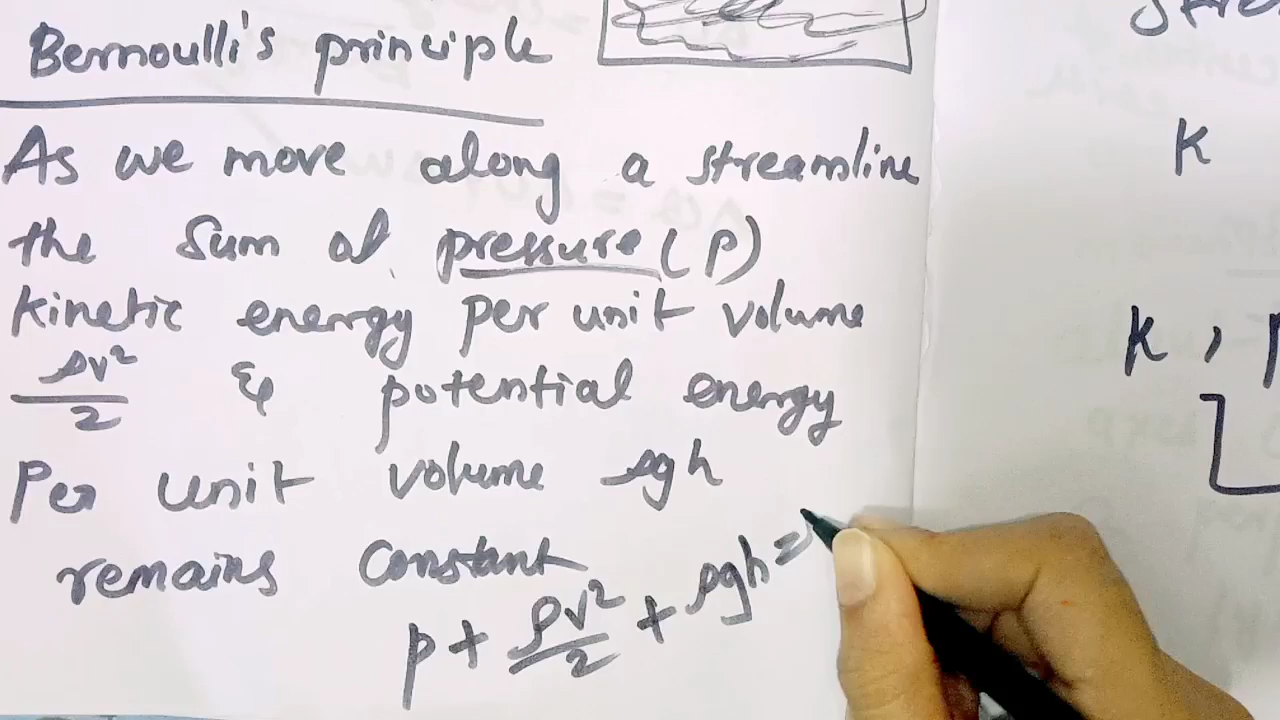 Bernoulli's principle
As we move along a streamline
the sum of pressure (P)
kinetic energy per unit volume
ρv²/2 & potential energy
Per unit volume ρgh
remains constant
p + ρv²/2 + ρgh =
K
K ,